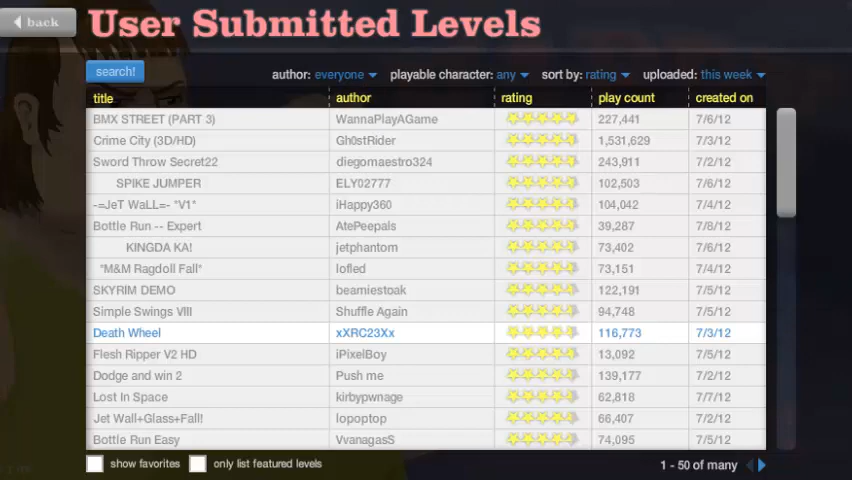 back
User Submitted Levels
search!
author: everyone playable character: any sort by: rating uploaded: this week
title author rating play count created on
BMX STREET (PART 3) WannaPlayAGame 227,441 7/6/12
Crime City (3D/HD) Gh0stRider 1,531,629 7/3/12
Sword Throw Secret22 diegomaestro324 243,911 7/2/12
SPIKE JUMPER ELY02777 102,503 7/6/12
-=JeT WaLL=- *V1* iHappy360 104,042 7/4/12
Bottle Run -- Expert AtePeepals 39,287 7/8/12
KINGDA KA! jetphantom 73,402 7/6/12
*M&M Ragdoll Fall* lofled 73,151 7/4/12
SKYRIM DEMO beamiestoak 122,191 7/5/12
Simple Swings VIII Shuffle Again 94,748 7/5/12
Death Wheel xXRC23Xx 116,773 7/3/12
Flesh Ripper V2 HD iPixelBoy 13,092 7/5/12
Dodge and win 2 Push me 139,177 7/2/12
Lost In Space kirbypwnage 62,818 7/7/12
Jet Wall+Glass+Fall! lopoptop 66,407 7/2/12
Bottle Run Easy VvanagasS 74,095 7/5/12
show favorites only list featured levels 1 - 50 of many